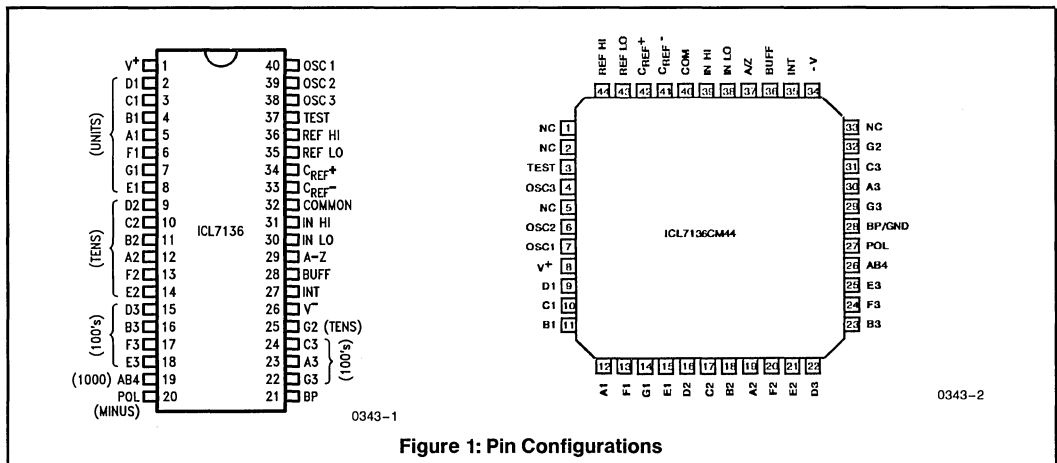 V+ 1 40 OSC 1
D1 2 39 OSC 2
C1 3 38 OSC 3
B1 4 37 TEST
A1 5 36 REF HI
F1 6 35 REF LO
G1 7 34 CREF+
E1 8 33 CREF-
D2 9 32 COMMON
C2 10 31 IN HI
B2 11 30 IN LO
A2 12 29 A-Z
F2 13 28 BUFF
E2 14 27 INT
D3 15 26 V-
B3 16 25 G2 (TENS)
F3 17 24 C3
E3 18 23 A3
(1000) AB4 19 22 G3
POL 20 21 BP
(MINUS)
(UNITS)
(TENS)
(100's)
(100's)
ICL7136
0343-1
REF HI
REF LO
CREF+
CREF-
COM
IN HI
IN LO
A/Z
BUFF
INT
-V
44 43 42 41 40 39 38 37 36 35 34
NC 1
NC 2
TEST 3
OSC3 4
NC 5
OSC2 6
OSC1 7
V+ 8
D1 9
C1 10
B1 11
ICL7136CM44
33 NC
32 G2
31 C3
30 A3
29 G3
28 BP/GND
27 POL
26 AB4
25 E3
24 F3
23 B3
12 13 14 15 16 17 18 19 20 21 22
A1 F1 G1 E1 D2 C2 B2 A2 F2 E2 D3
0343-2
Figure 1: Pin Configurations